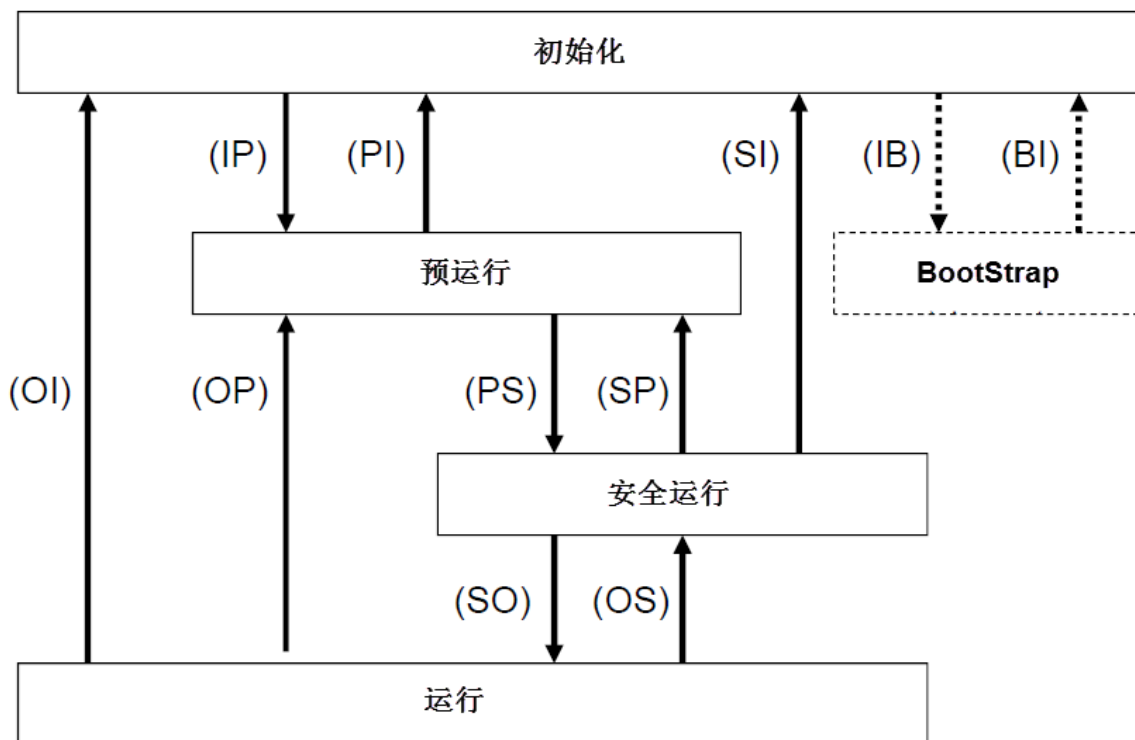 初始化
(IP)
(PI)
(SI)
(IB)
(BI)
预运行
BootStrap
(OI)
(OP)
(PS)
(SP)
安全运行
(SO)
(OS)
运行